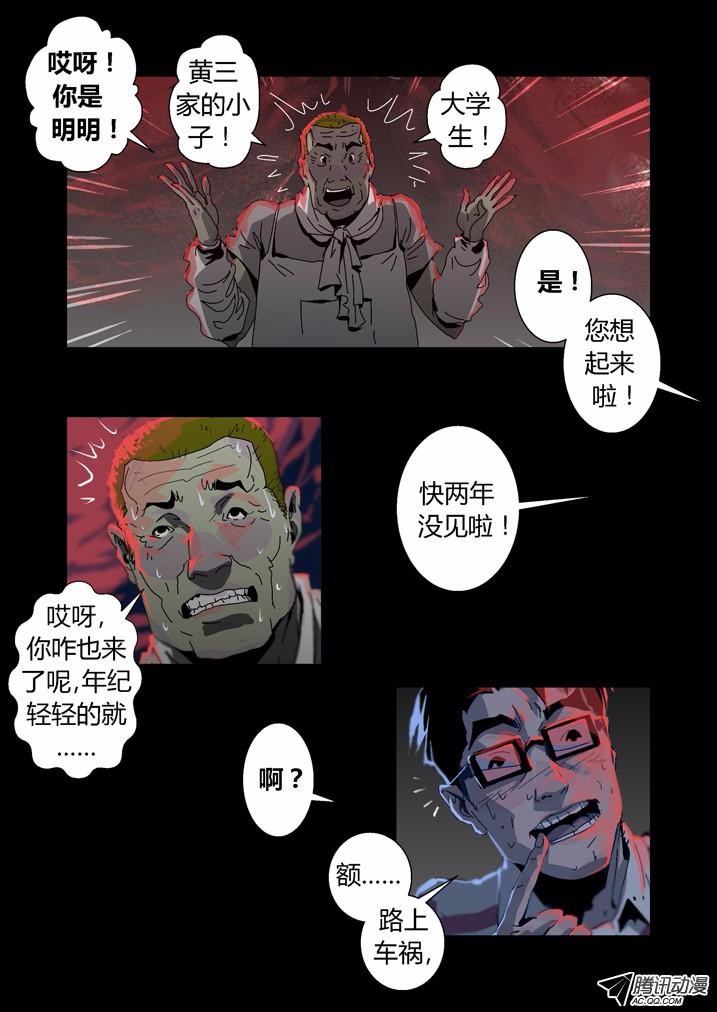 哎呀！
你是
明明！
黄三
家的小
子！
大学
生！
是！
您想
起来
啦！
快两年
没见啦！
哎呀，
你咋也来
了呢，年纪
轻轻的就
……
啊？
额……
路上
车祸，
腾讯动漫
AC.QQ.COM